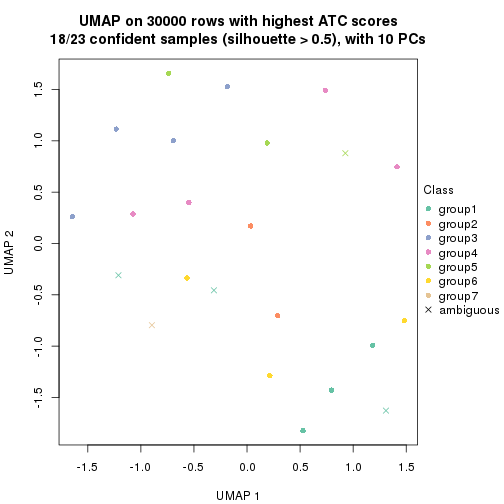 UMAP on 30000 rows with highest ATC scores
18/23 confident samples (silhouette > 0.5), with 10 PCs
UMAP 2
1.5
1.0
0.5
0.0
-0.5
-1.0
-1.5
-1.5
-1.0
-0.5
0.0
0.5
1.0
1.5
UMAP 1
Class
group1
group2
group3
group4
group5
group6
group7
ambiguous